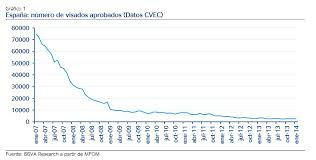 Gráfico 1
España: número de visados aprobados (Datos CVEC)
80000
70000
60000
50000
40000
30000
20000
10000
0
ene-07
abr-07
jul-07
oct-07
ene-08
abr-08
jul-08
oct-08
ene-09
abr-09
jul-09
oct-09
ene-10
abr-10
jul-10
oct-10
ene-11
abr-11
jul-11
oct-11
ene-12
abr-12
jul-12
oct-12
ene-13
abr-13
jul-13
oct-13
ene-14
Fuente: BBVA Research a partir de MFOM